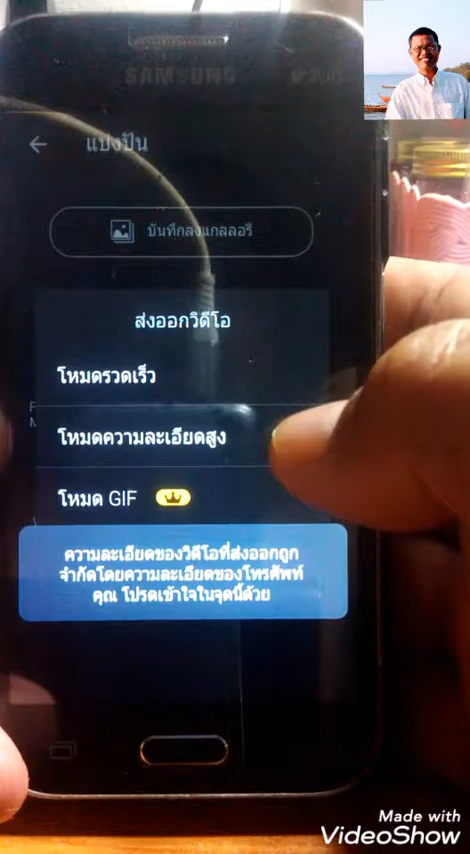 SAMSUNG
แบ่งปัน
บันทึกลงแกลลอรี
ส่งออกวิดีโอ
โหมดรวดเร็ว
โหมดความละเอียดสูง
โหมด GIF
ความละเอียดของวิดีโอที่ส่งออกถูก
จำกัดโดยความละเอียดของโทรศัพท์
คุณ โปรดเข้าใจในจุดนี้ด้วย
Made with
VideoShow